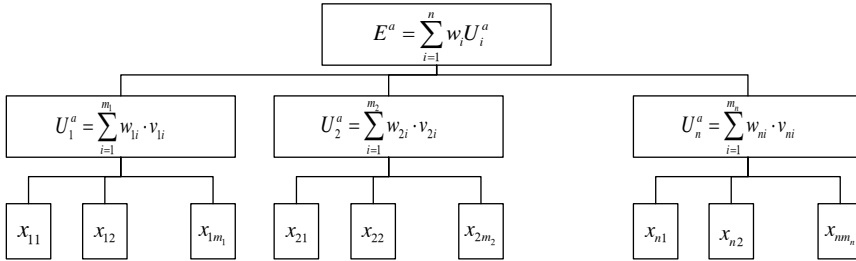 E^a = \sum_{i=1}^{n} w_i U_i^a
U_1^a = \sum_{i=1}^{m_1} w_{1i} \cdot v_{1i}
U_2^a = \sum_{i=1}^{m_2} w_{2i} \cdot v_{2i}
U_n^a = \sum_{i=1}^{m_n} w_{ni} \cdot v_{ni}
x_{11}
x_{12}
x_{1m_1}
x_{21}
x_{22}
x_{2m_2}
x_{n1}
x_{n2}
x_{nm_n}